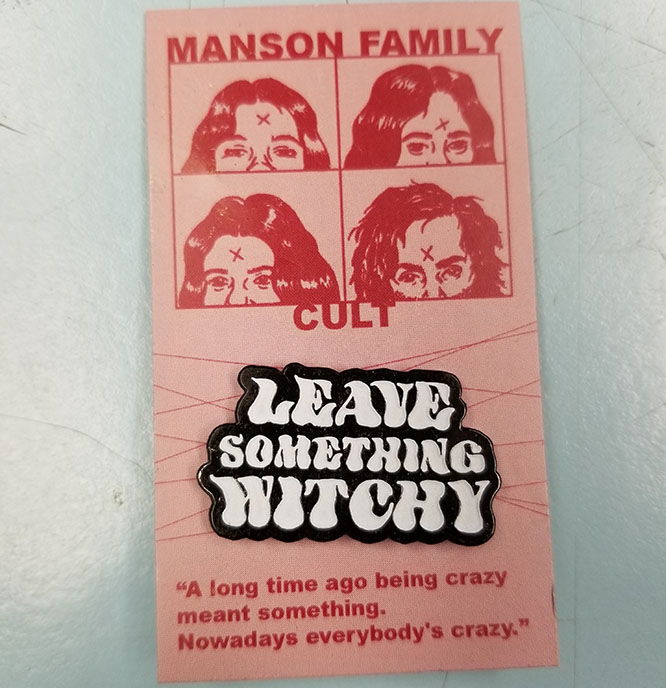 MANSON FAMILY
CULT
LEAVE
SOMETHING
WITCHY
“A long time ago being crazy
meant something.
Nowadays everybody's crazy.”